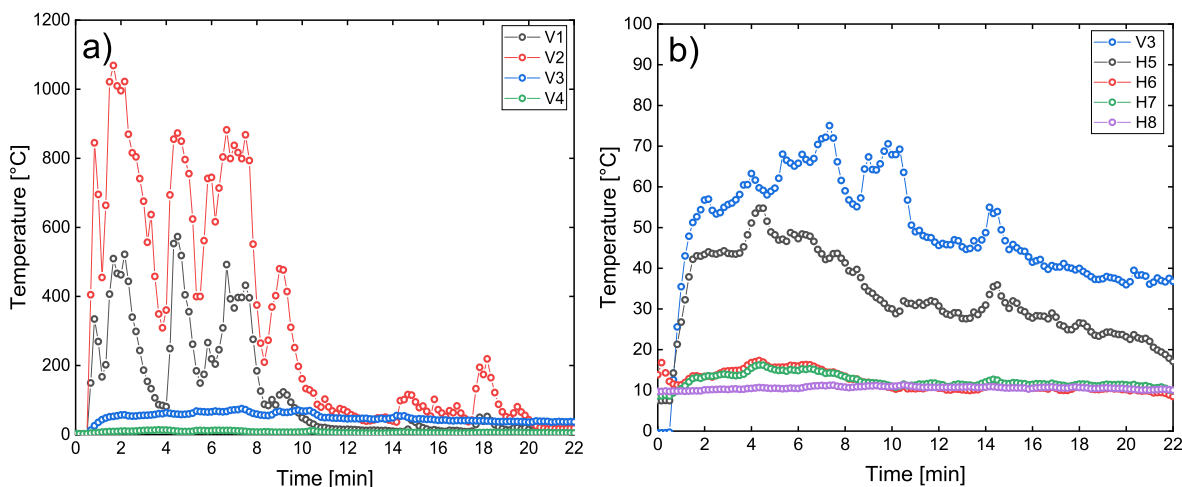 a)
V1
V2
V3
V4
1200
1000
800
600
400
200
0
Temperature [°C]
0 2 4 6 8 10 12 14 16 18 20 22
Time [min]
b)
V3
H5
H6
H7
H8
100
90
80
70
60
50
40
30
20
10
0
Temperature [°C]
0 2 4 6 8 10 12 14 16 18 20 22
Time [min]